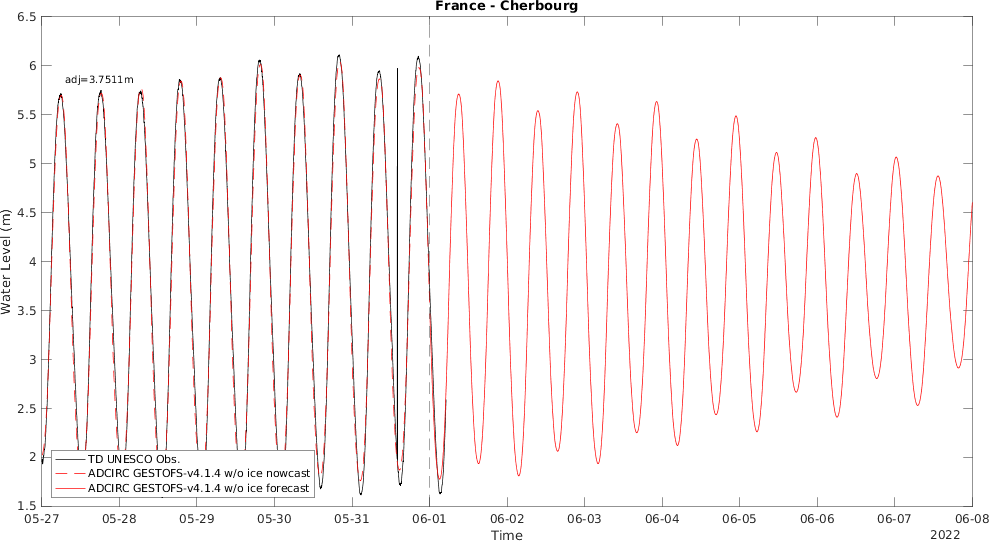 France - Cherbourg
6.5
6
5.5
5
4.5
4
3.5
3
2.5
2
1.5
Water Level (m)
adj=3.7511m
TD UNESCO Obs.
ADCIRC GESTOFS-v4.1.4 w/o ice nowcast
ADCIRC GESTOFS-v4.1.4 w/o ice forecast
05-27 05-28 05-29 05-30 05-31 06-01 06-02 06-03 06-04 06-05 06-06 06-07 06-08
Time
2022